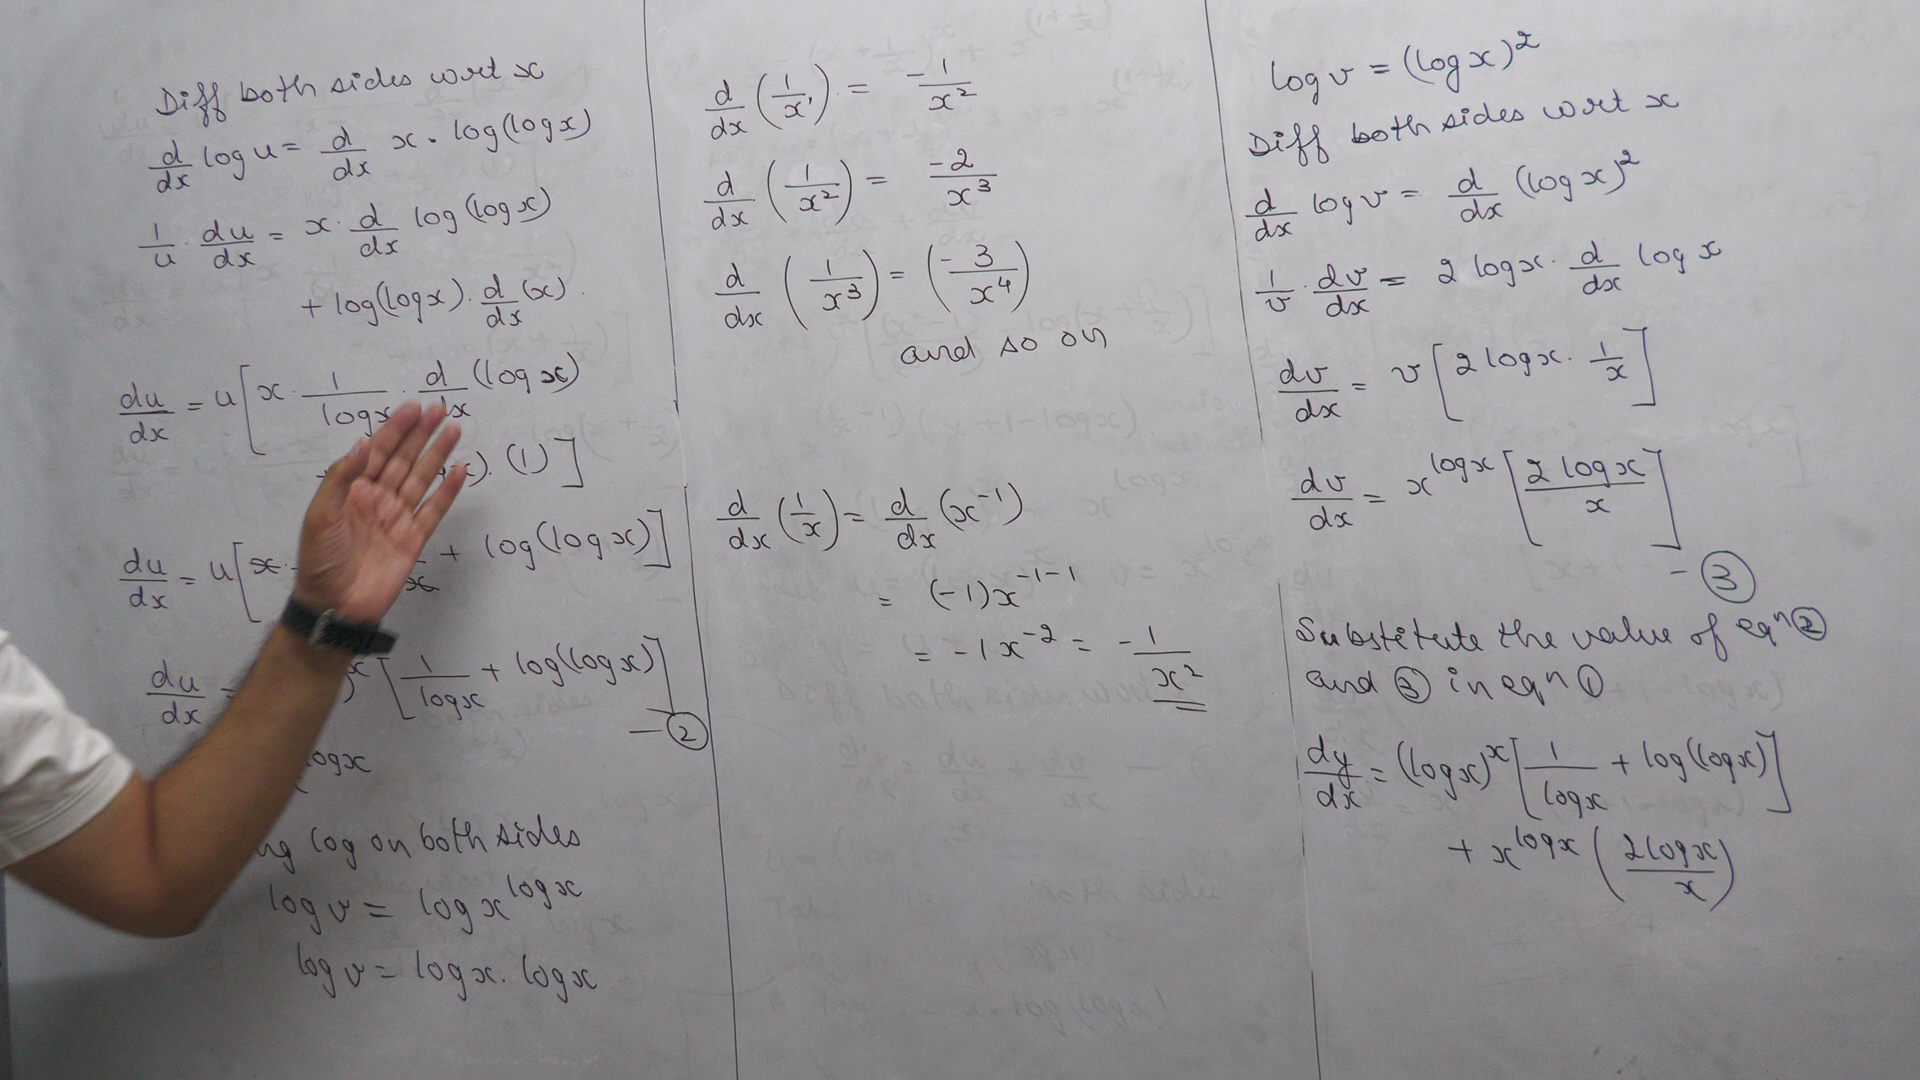 Diff both sides wrt x
d/dx log u = d/dx x · log(log x)
1/u · du/dx = x · d/dx log(log x)
+ log(log x) · d/dx (x)
du/dx = u[x · 1/log x · d/dx (log x)
x) · (1)]
du/dx = u[x · x + log(log x)]
du/dx = x [1/log x + log(log x)]
— ②
log x
ng log on both sides
log v = log x^log x
log v = log x · log x
d/dx (1/x¹) = -1/x²
d/dx (1/x²) = -2/x³
d/dx (1/x³) = (-3/x⁴)
and so on
d/dx (1/x) = d/dx (x⁻¹)
= (-1)x⁻¹⁻¹
= -1x⁻² = -1/x²
log v = (log x)²
Diff both sides wrt x
d/dx log v = d/dx (log x)²
1/v · dv/dx = 2 log x · d/dx log x
dv/dx = v [2 log x · 1/x]
dv/dx = x^log x [2 log x/x]
- ③
Substitute the value of eqⁿ ②
and ③ in eqⁿ ①
dy/dx = (log x)^x [1/log x + log(log x)]
+ x^log x (2 log x/x)